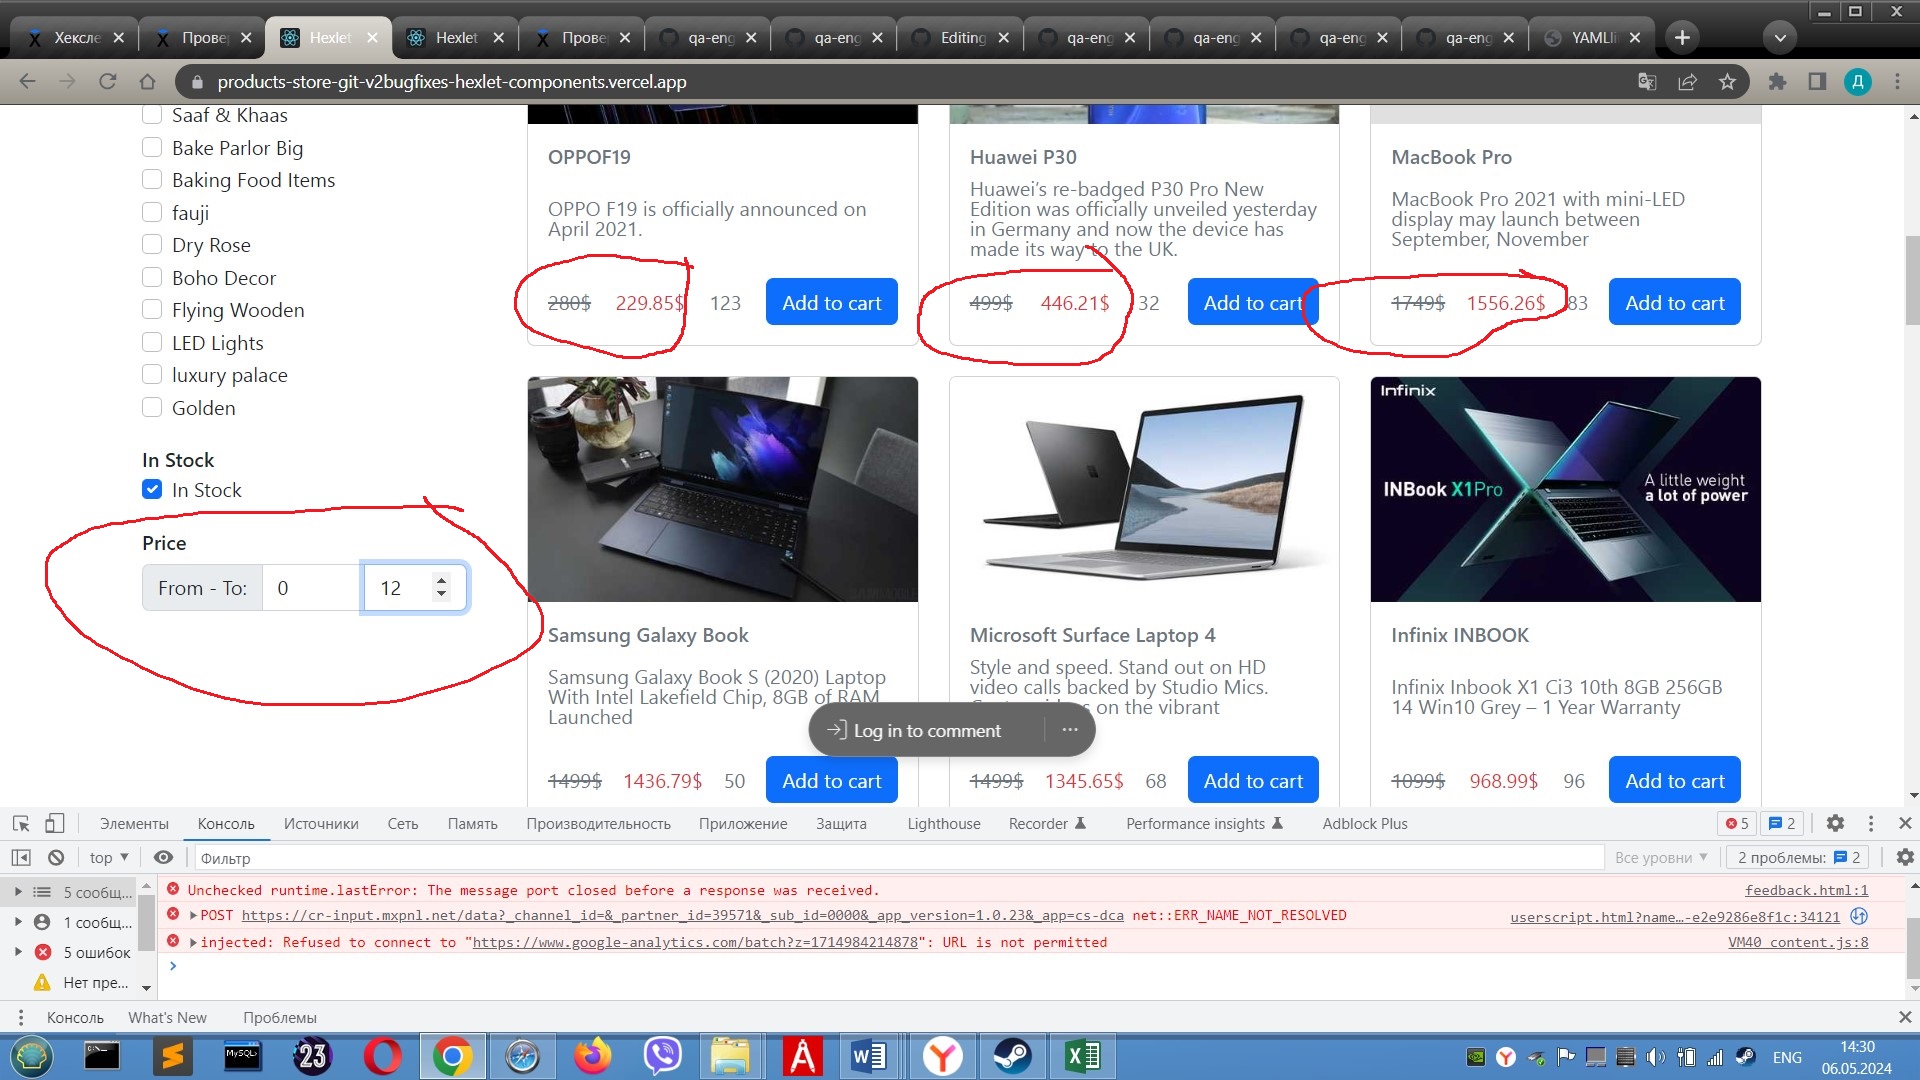 Хексле
Прове
Hexlet
Hexlet
Прове
qa-eng
qa-eng
Editing
qa-eng
qa-eng
qa-eng
qa-eng
YAMLli
products-store-git-v2bugfixes-hexlet-components.vercel.app
Д
Saaf & Khaas
Bake Parlor Big
Baking Food Items
fauji
Dry Rose
Boho Decor
Flying Wooden
LED Lights
luxury palace
Golden
In Stock
In Stock
Price
From - To: 0 12
OPPOF19
OPPO F19 is officially announced on
April 2021.
280$ 229.85$ 123 Add to cart
Huawei P30
Huawei’s re-badged P30 Pro New
Edition was officially unveiled yesterday
in Germany and now the device has
made its way to the UK.
499$ 446.21$ 32 Add to cart
MacBook Pro
MacBook Pro 2021 with mini-LED
display may launch between
September, November
1749$ 1556.26$ 83 Add to cart
Samsung Galaxy Book
Samsung Galaxy Book S (2020) Laptop
With Intel Lakefield Chip, 8GB of RAM
Launched
1499$ 1436.79$ 50 Add to cart
Microsoft Surface Laptop 4
Style and speed. Stand out on HD
video calls backed by Studio Mics.
on the vibrant
1499$ 1345.65$ 68 Add to cart
Infinix
INBook X1Pro
A little weight
a lot of power
Infinix INBOOK
Infinix Inbook X1 Ci3 10th 8GB 256GB
14 Win10 Grey – 1 Year Warranty
1099$ 968.99$ 96 Add to cart
Log in to comment
Элементы Консоль Источники Сеть Память Производительность Приложение Защита Lighthouse Recorder Performance insights Adblock Plus 5 2
top Фильтр Все уровни 2 проблемы: 2
5 сообщ...
1 сообщ...
5 ошибок
Нет пре...
Unchecked runtime.lastError: The message port closed before a response was received. feedback.html:1
POST https://cr-input.mxpnl.net/data?_channel_id=&_partner_id=39571&_sub_id=0000&_app_version=1.0.23&_app=cs-dca net::ERR_NAME_NOT_RESOLVED userscript.html?name…-e2e9286e8f1c:34121
injected: Refused to connect to "https://www.google-analytics.com/batch?z=1714984214878": URL is not permitted VM40 content.js:8
Консоль What's New Проблемы
MySQL
23
ENG
14:30
06.05.2024